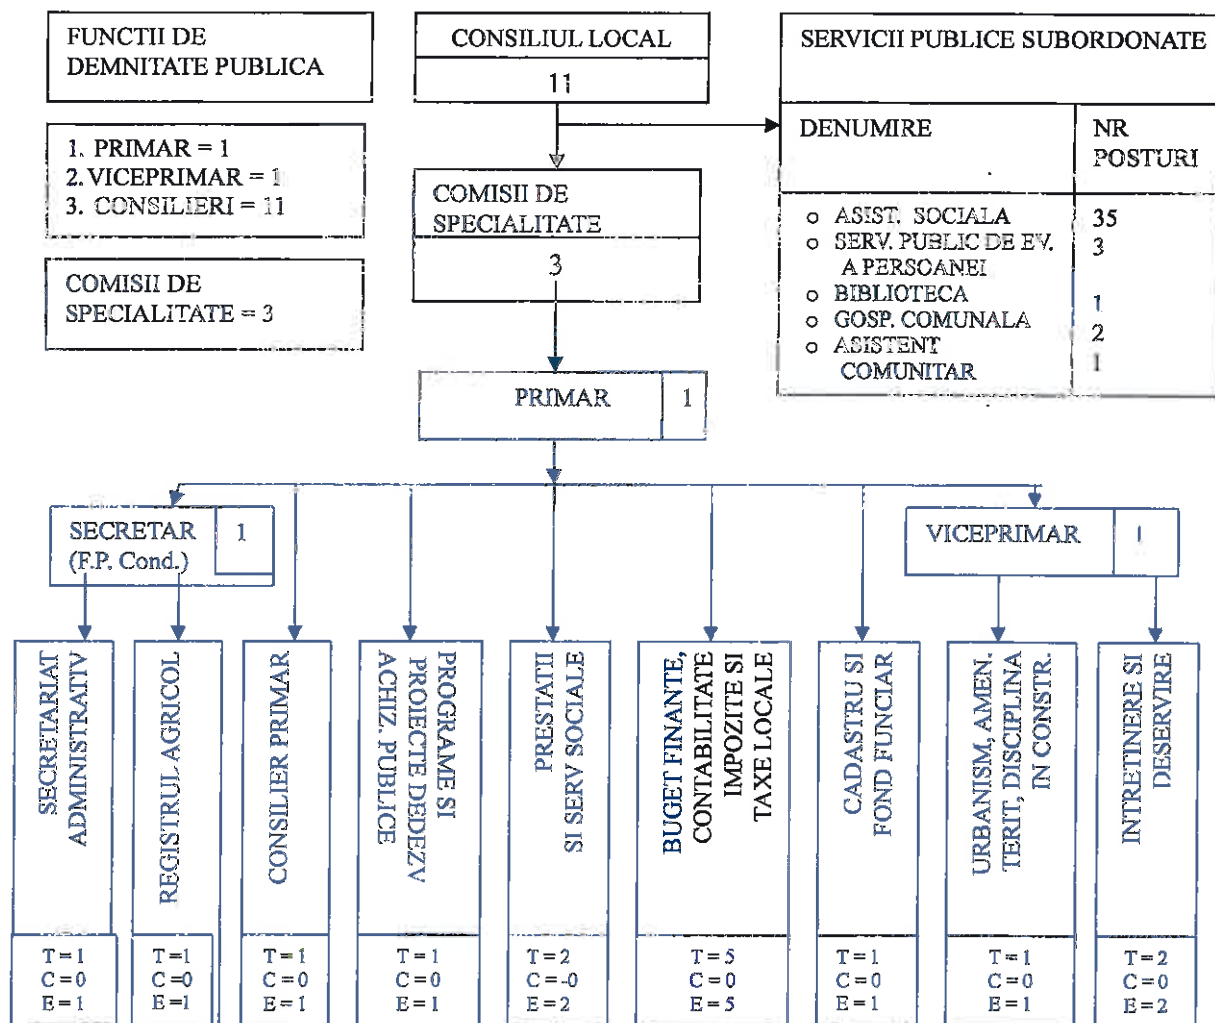 FUNCTII DE
DEMNITATE PUBLICA
1. PRIMAR = 1
2. VICEPRIMAR = 1
3. CONSILIERI = 11
COMISII DE
SPECIALITATE = 3
CONSILIUL LOCAL
11
COMISII DE
SPECIALITATE
3
SERVICII PUBLICE SUBORDONATE
DENUMIRE
NR
POSTURI
o ASIST. SOCIALA 35
o SERV. PUBLIC DE EV. 3
A PERSOANEI
o BIBLIOTECA 1
o GOSP. COMUNALA 2
o ASISTENT 1
COMUNITAR
PRIMAR 1
SECRETAR 1
(F.P. Cond.)
VICEPRIMAR 1
SECRETARIAT
ADMINISTRATIV
T = 1
C = 0
E = 1
REGISTRUL AGRICOL
T = 1
C = 0
E = 1
CONSILIER PRIMAR
T = 1
C = 0
E = 1
PROGRAME SI
PROIECTE DEDEZV
ACHIZ. PUBLICE
T = 1
C = 0
E = 1
PRESTATII
SI SERV SOCIALE
T = 2
C = -0
E = 2
BUGET FINANTE,
CONTABILITATE
IMPOZITE SI
TAXE LOCALE
T = 5
C = 0
E = 5
CADASTRU SI
FOND FUNCIAR
T = 1
C = 0
E = 1
URBANISM, AMEN.
TERIT, DISCIPLINA
IN CONSTR.
T = 1
C = 0
E = 1
INTRETINERE SI
DESERVIRE
T = 2
C = 0
E = 2